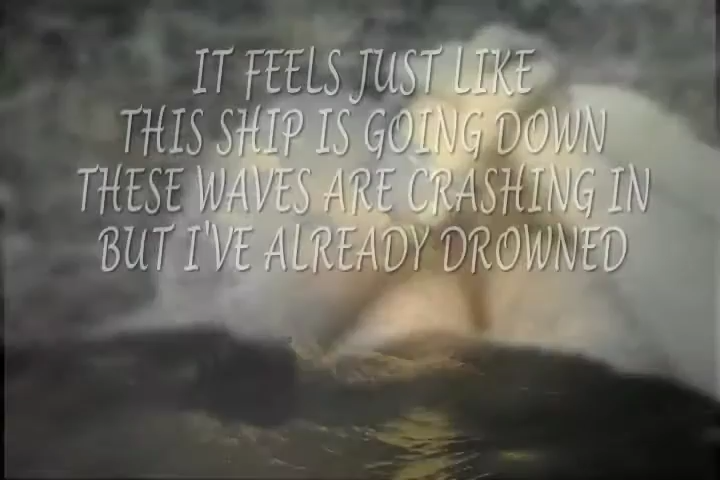 IT FEELS JUST LIKE
THIS SHIP IS GOING DOWN
THESE WAVES ARE CRASHING IN
BUT I'VE ALREADY DROWNED